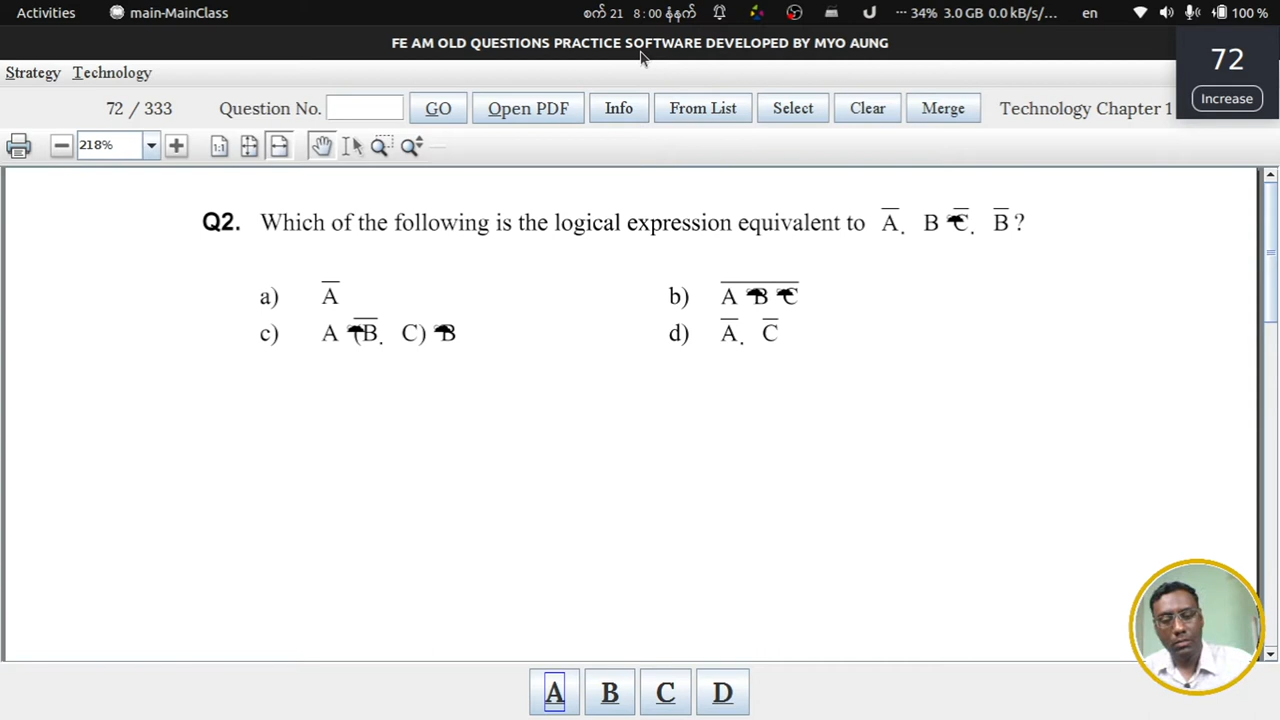 Activities main-MainClass စက် 21 8:00 နံနက် 34% 3.0 GB 0.0 kB/s/... en 100 %
FE AM OLD QUESTIONS PRACTICE SOFTWARE DEVELOPED BY MYO AUNG
72
Increase
Strategy Technology
72 / 333 Question No. GO Open PDF Info From List Select Clear Merge Technology Chapter 1
218% 1:1
Q2. Which of the following is the logical expression equivalent to A̅. B C̅. B̅ ?
a) A̅ b) A B C
c) A (B̅. C) B d) A̅. C̅
A B C D